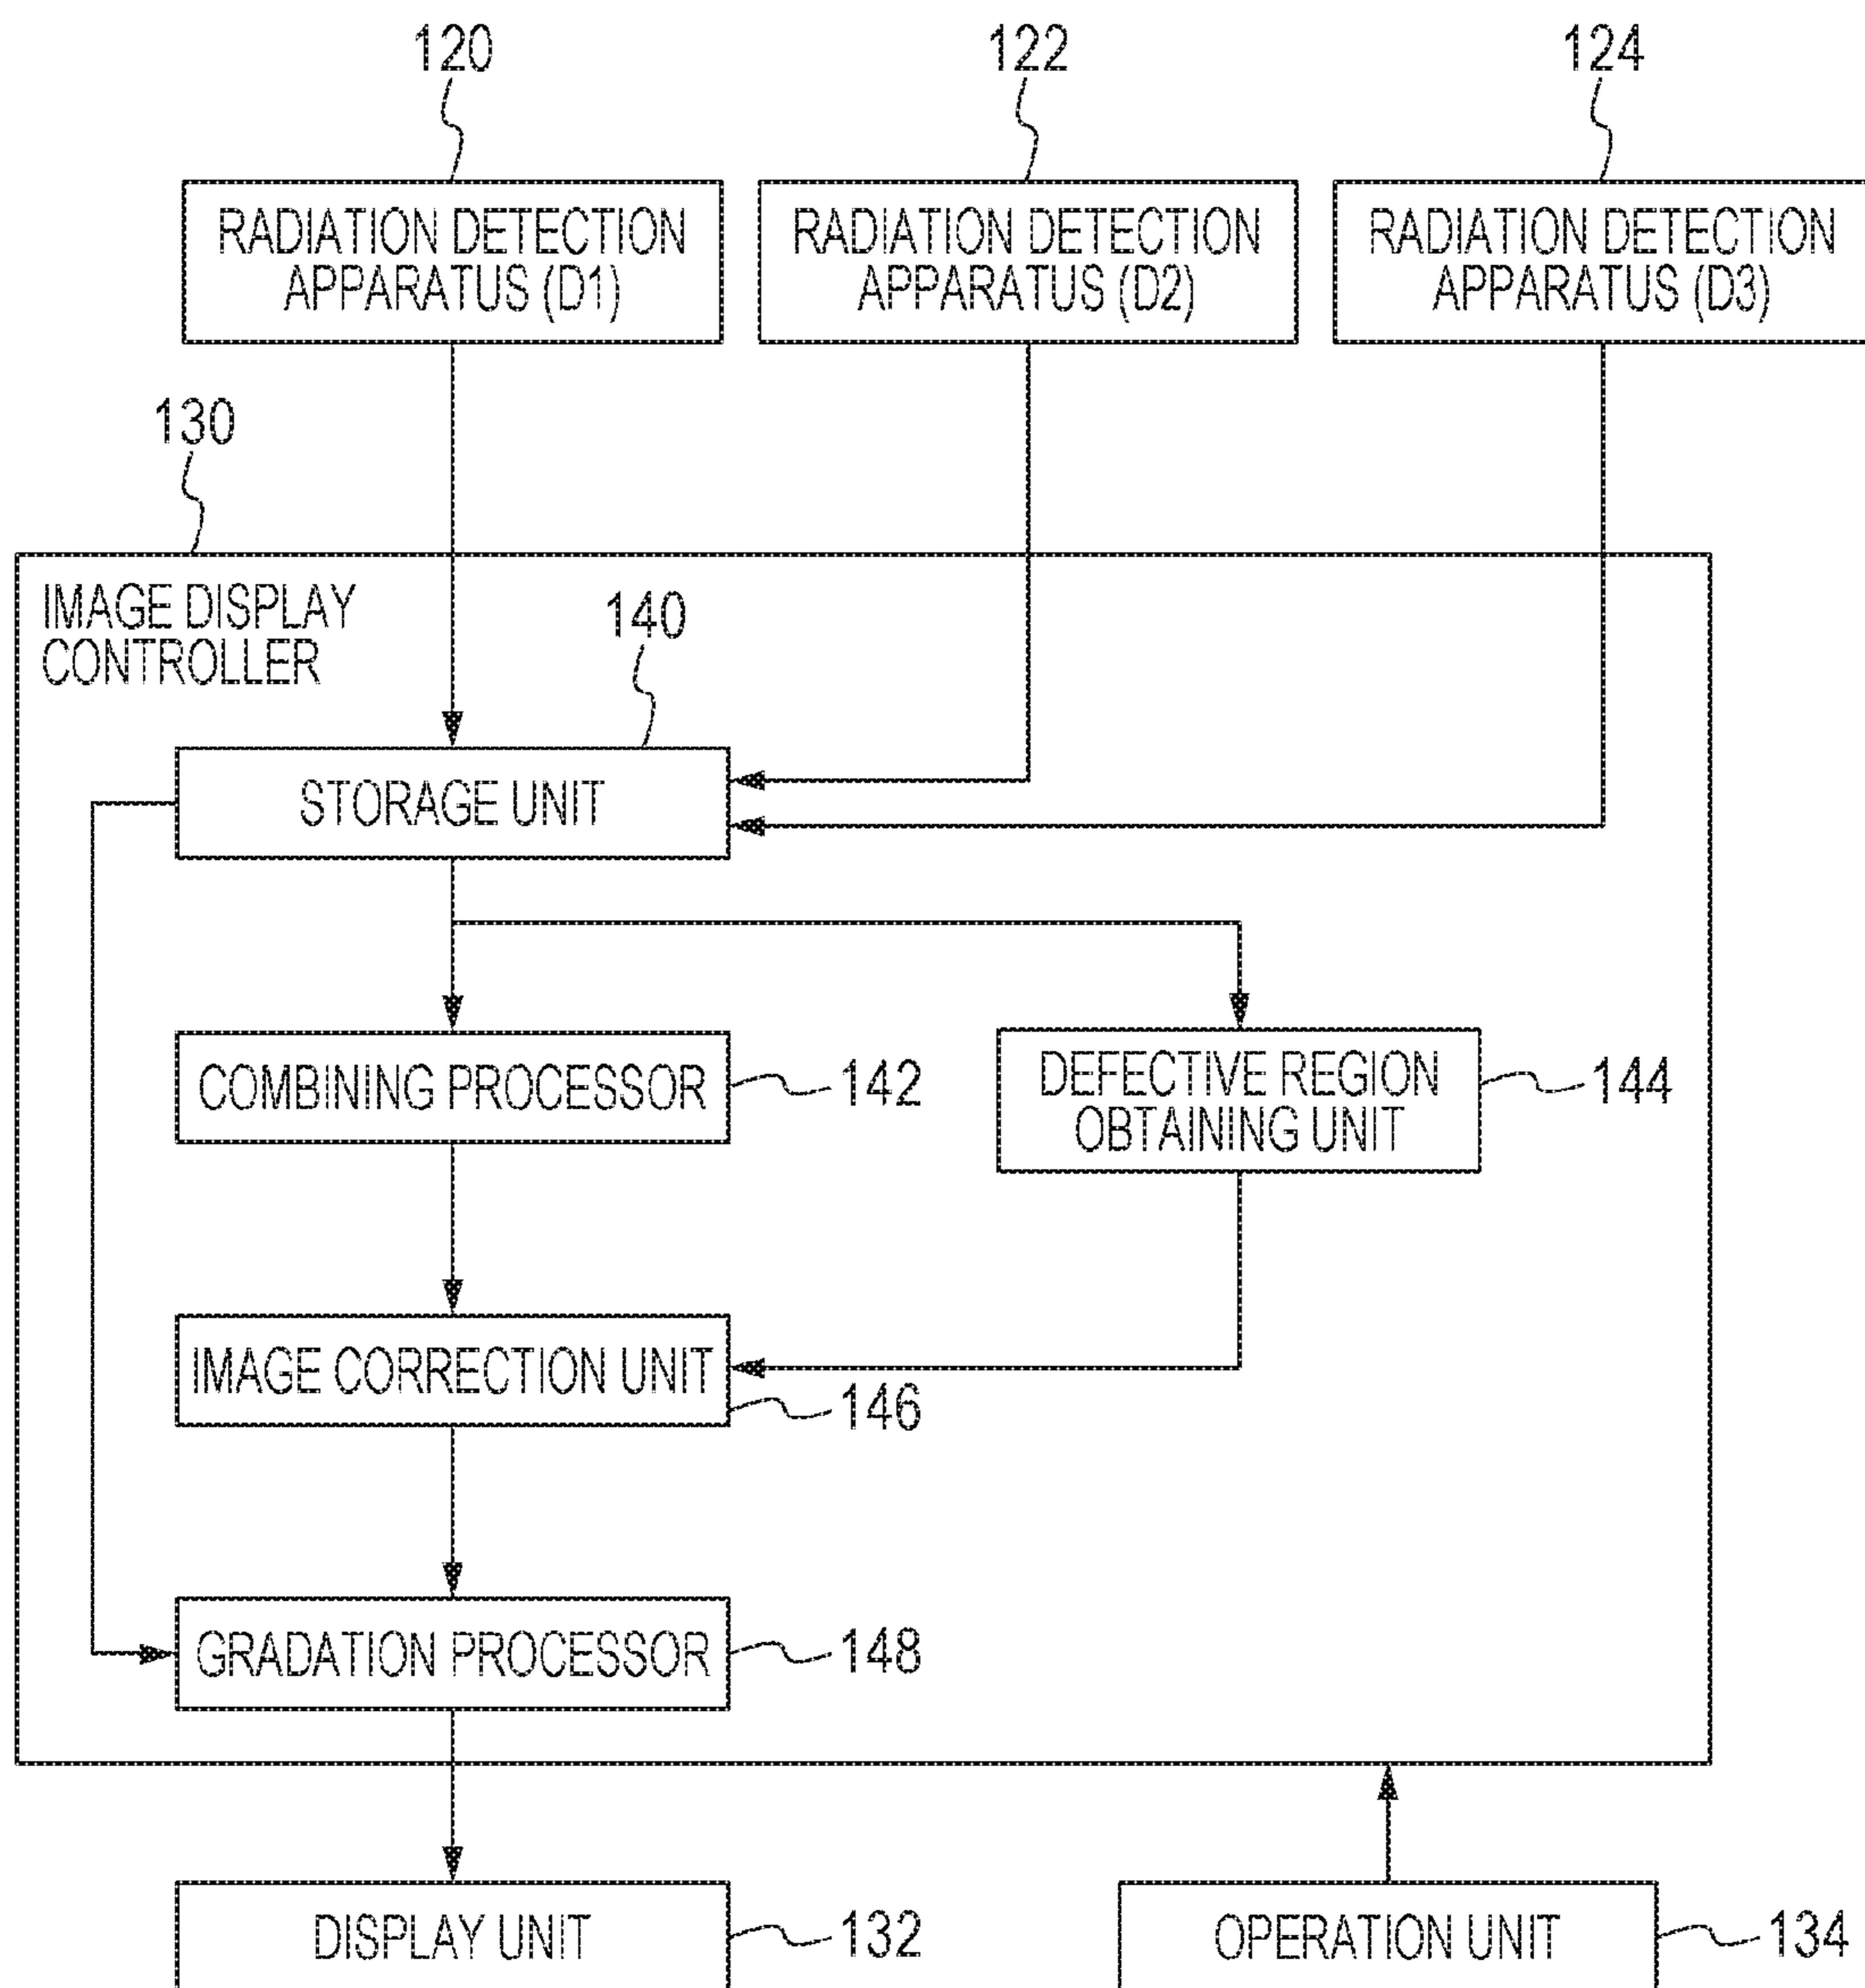 120
122
124
RADIATION DETECTION
APPARATUS (D1)
RADIATION DETECTION
APPARATUS (D2)
RADIATION DETECTION
APPARATUS (D3)
130
IMAGE DISPLAY
CONTROLLER
140
STORAGE UNIT
COMBINING PROCESSOR
142
DEFECTIVE REGION
OBTAINING UNIT
144
IMAGE CORRECTION UNIT
146
GRADATION PROCESSOR
148
DISPLAY UNIT
132
OPERATION UNIT
134